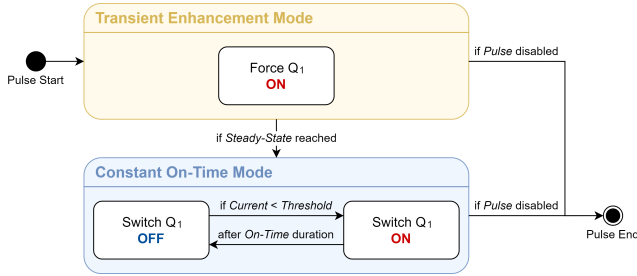 Transient Enhancement Mode
Pulse Start
Force Q1
ON
if Pulse disabled
if Steady-State reached
Constant On-Time Mode
Switch Q1
OFF
if Current < Threshold
after On-Time duration
Switch Q1
ON
if Pulse disabled
Pulse End